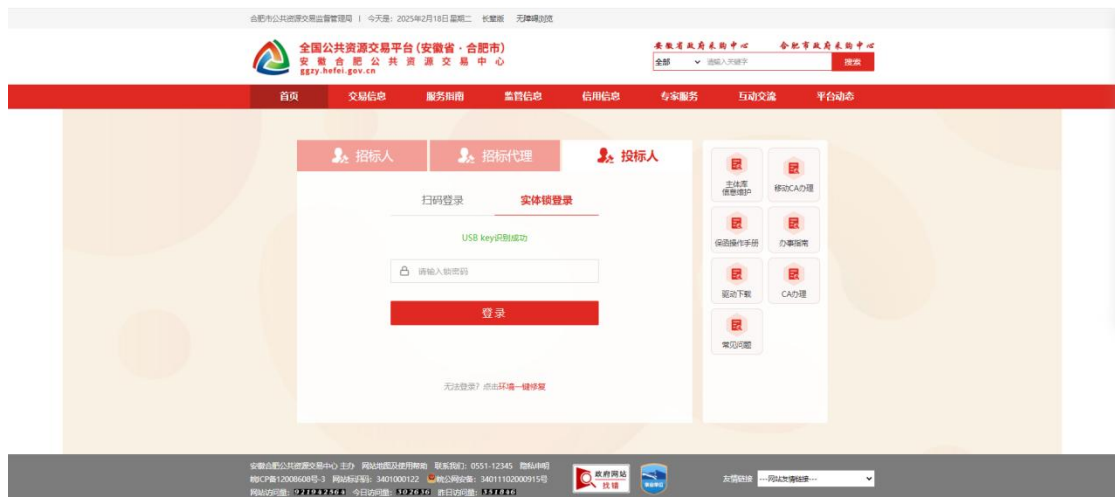 合肥市公共资源交易监督管理局 | 今天是：2025年2月18日 星期二 长辈版 无障碍浏览
全国公共资源交易平台（安徽省·合肥市）
安徽合肥公共资源交易中心
ggzy.hefei.gov.cn
安徽省政府采购中心 合肥市政府采购中心
全部 请输入关键字 搜索
首页 交易信息 服务指南 监管信息 信用信息 专家服务 互动交流 平台动态
招标人 招标代理 投标人
扫码登录 实体锁登录
USB key识别成功
请输入锁密码
登录
无法登录？点击环境一键修复
主体库
信息维护
移动CA办理
保函操作手册 办事指南
驱动下载 CA办理
常见问题
安徽合肥公共资源交易中心 主办 网站地图及使用帮助 联系我们：0551-12345 隐私申明
皖ICP备12008608号-3 网站标识码：3401000122 皖公网安备：34011102000915号
网站访问量： 今日访问量： 昨日访问量：
政府网站
找错
友情链接 ---网站友情链接---